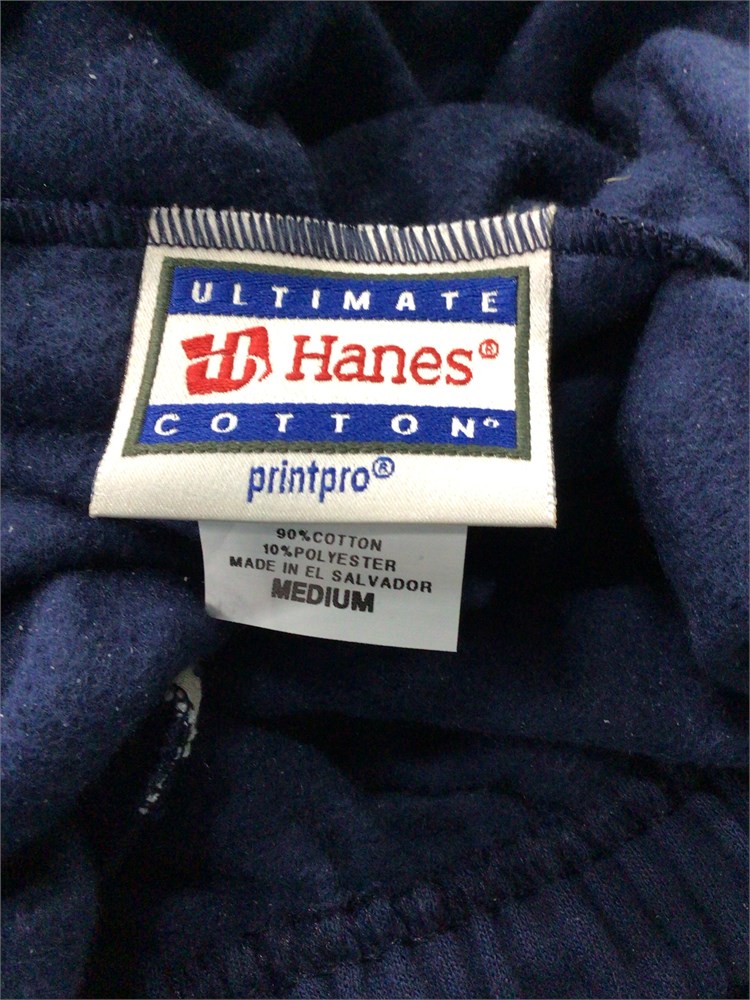 ULTIMATE
Hanes®
COTTON®
printpro®
90%COTTON
10%POLYESTER
MADE IN EL SALVADOR
MEDIUM